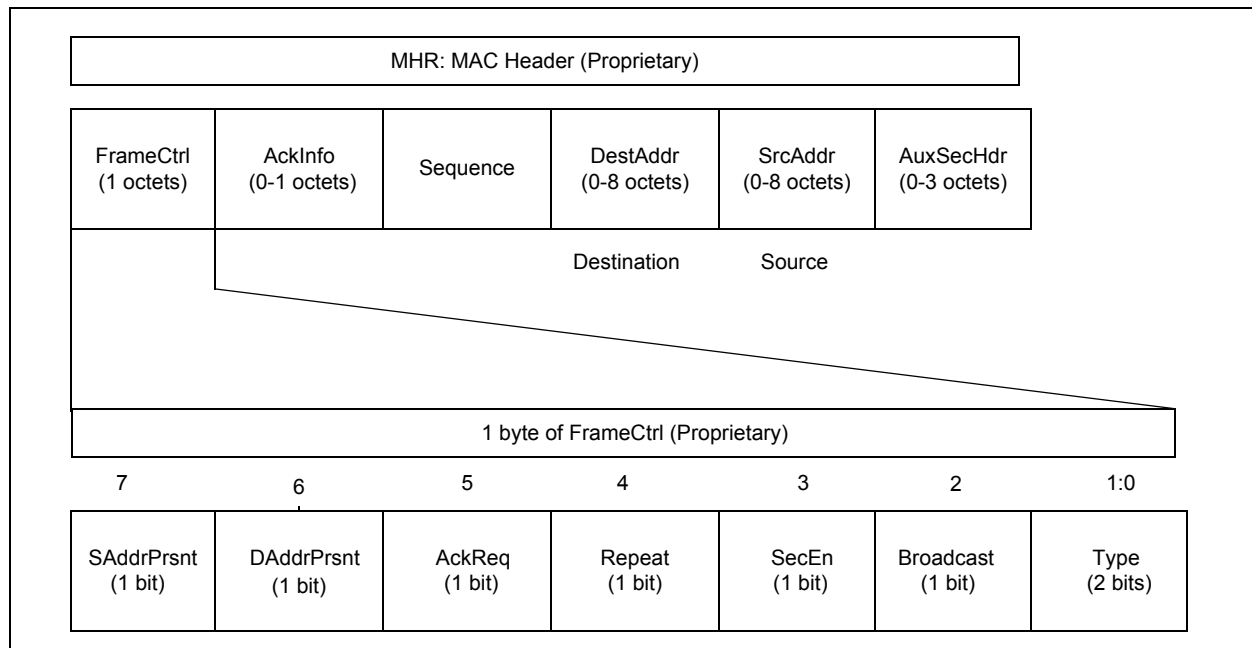 MHR: MAC Header (Proprietary)
FrameCtrl
(1 octets)
AckInfo
(0-1 octets)
Sequence
DestAddr
(0-8 octets)
SrcAddr
(0-8 octets)
AuxSecHdr
(0-3 octets)
Destination
Source
1 byte of FrameCtrl (Proprietary)
7
6
5
4
3
2
1:0
SAddrPrsnt
(1 bit)
DAddrPrsnt
(1 bit)
AckReq
(1 bit)
Repeat
(1 bit)
SecEn
(1 bit)
Broadcast
(1 bit)
Type
(2 bits)